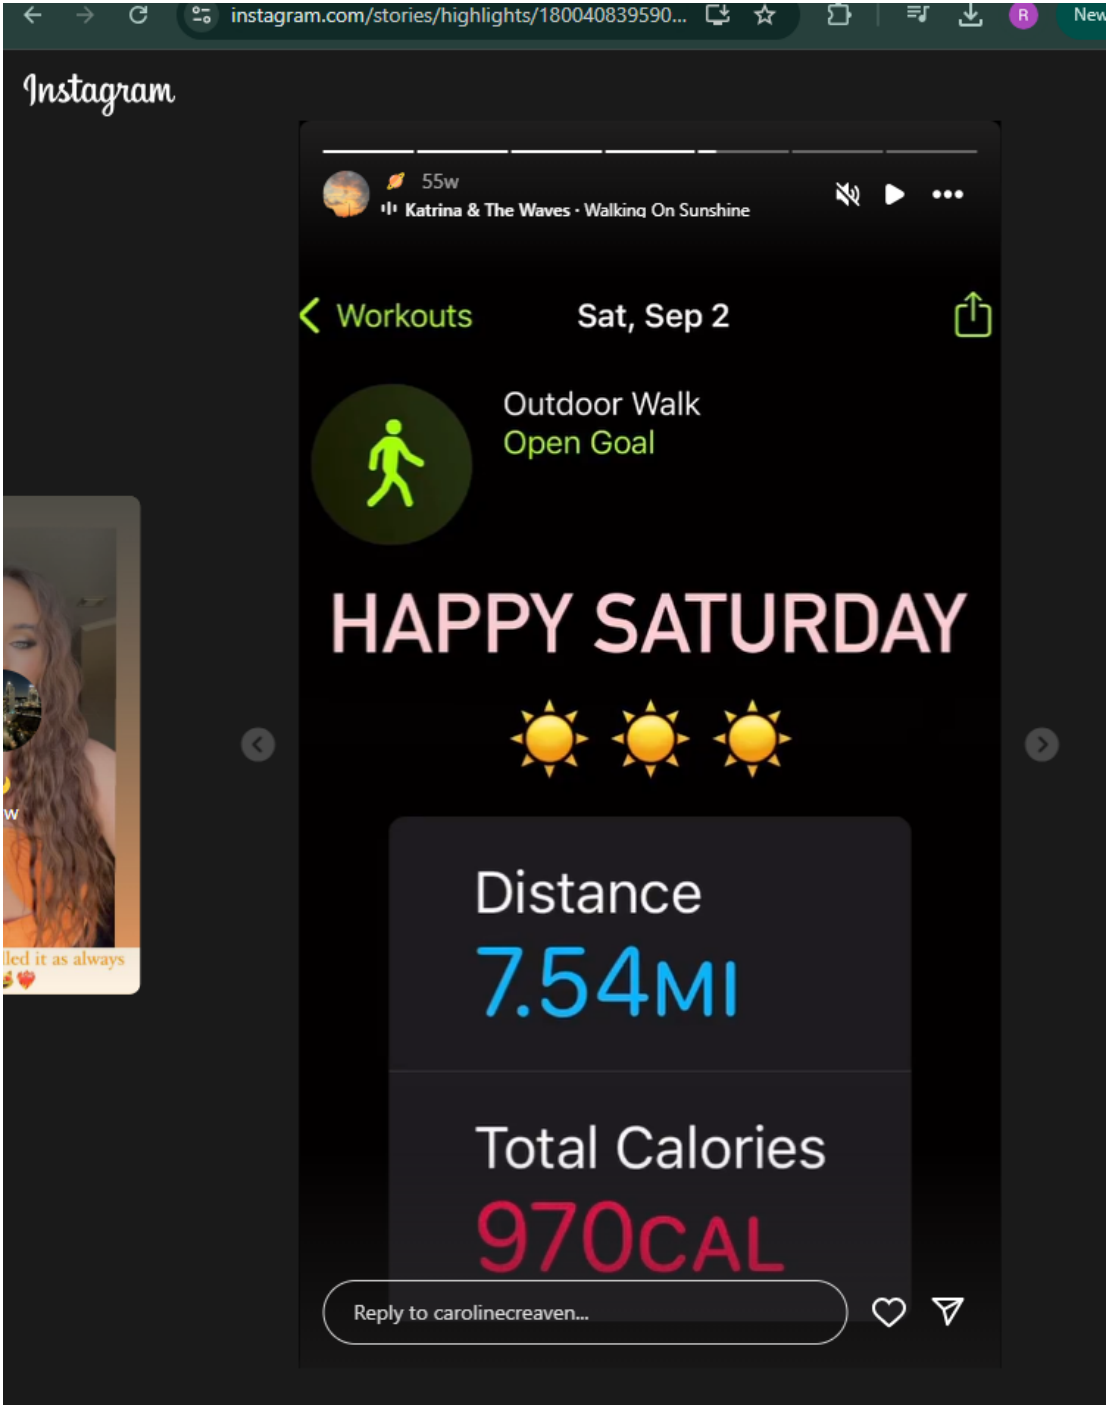 instagram.com/stories/highlights/180040839590...
R
New
Instagram
55w
Katrina & The Waves · Walking On Sunshine
Workouts
Sat, Sep 2
Outdoor Walk
Open Goal
HAPPY SATURDAY
Distance
7.54MI
Total Calories
970CAL
Reply to carolinecreaven...
w
lled it as always